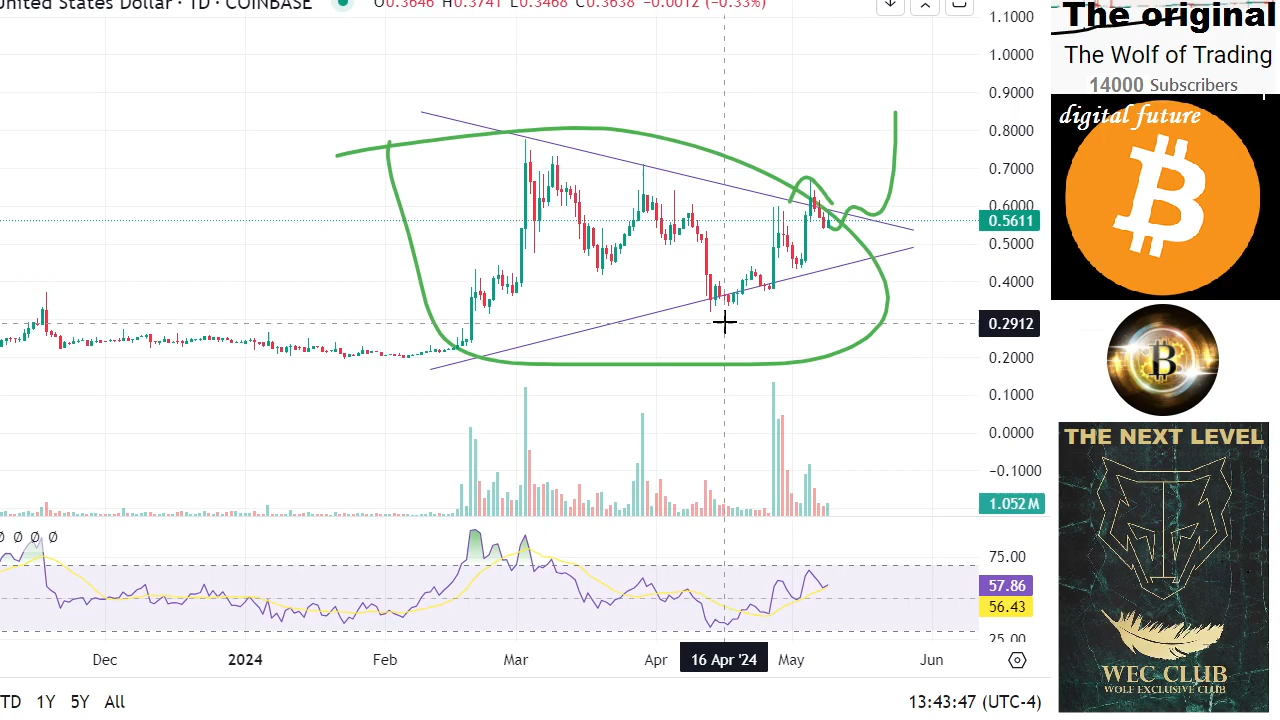 United States Dollar · 1D · COINBASE O0.3646 H0.3741 L0.3468 C0.3638 −0.0012 (−0.33%)
1.1000
1.0000
0.9000
0.8000
0.7000
0.6000
0.5611
0.5000
0.4000
0.2912
0.2000
0.1000
0.0000
−0.1000
1.052M
75.00
57.86
56.43
25.00
Dec 2024 Feb Mar Apr 16 Apr '24 May Jun
TD 1Y 5Y All 13:43:47 (UTC-4)
The original
The Wolf of Trading
14000 Subscribers
digital future
THE NEXT LEVEL
WEC CLUB
WOLF EXCLUSIVE CLUB